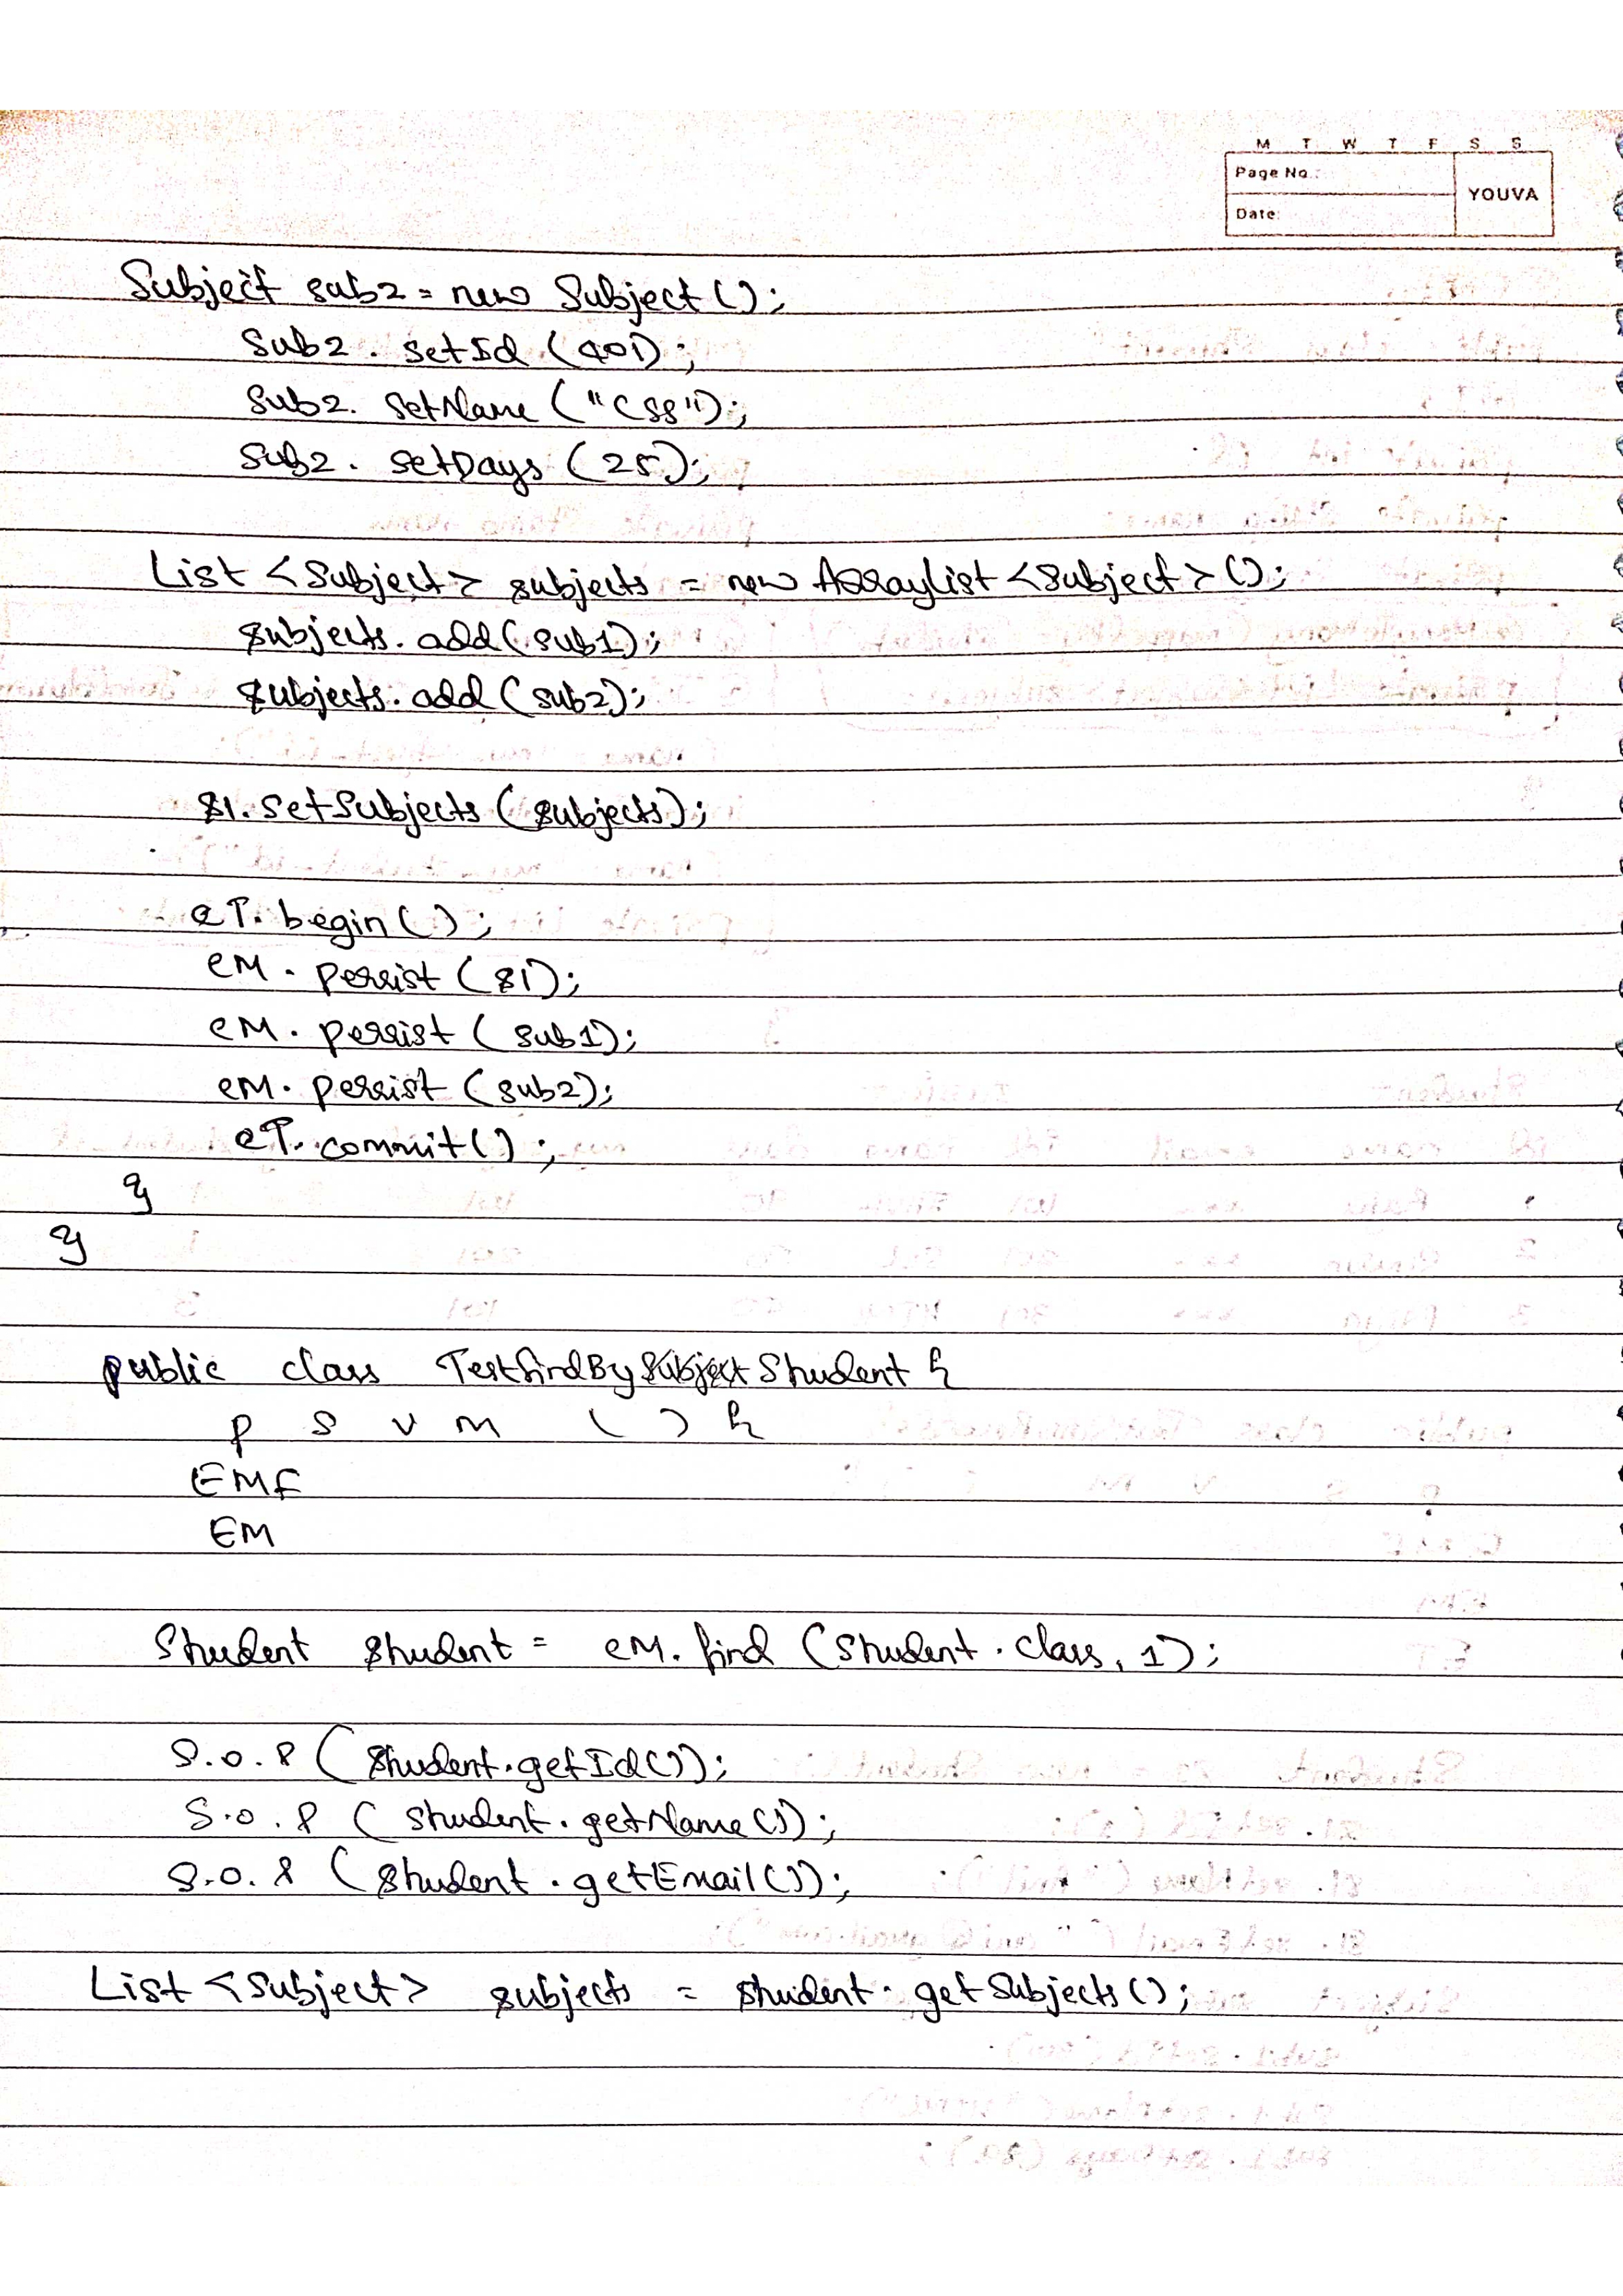 M T W T F S S
Page No.:
YOUVA
Date:
Subject sub2 = new Subject();
sub2. setId (401);
sub2. setName ("CSS");
sub2. setDays (25);
List <Subject> subjects = new ArrayList <Subject> ();
subjects. add(sub1);
subjects. add(sub2);
s1. setSubjects (subjects);
eT. begin();
eM. persist (s1);
eM. persist (sub1);
eM. persist (sub2);
eT. commit();
}
}
public class TestfindByStudent {
p s v m ( ) {
EMF
EM
Student student = eM. find (Student. class, 1);
S.o.p (student.getId());
S.o.p (student.getName());
S.o.p (student.getEmail());
List <Subject> subjects = student. getSubjects();